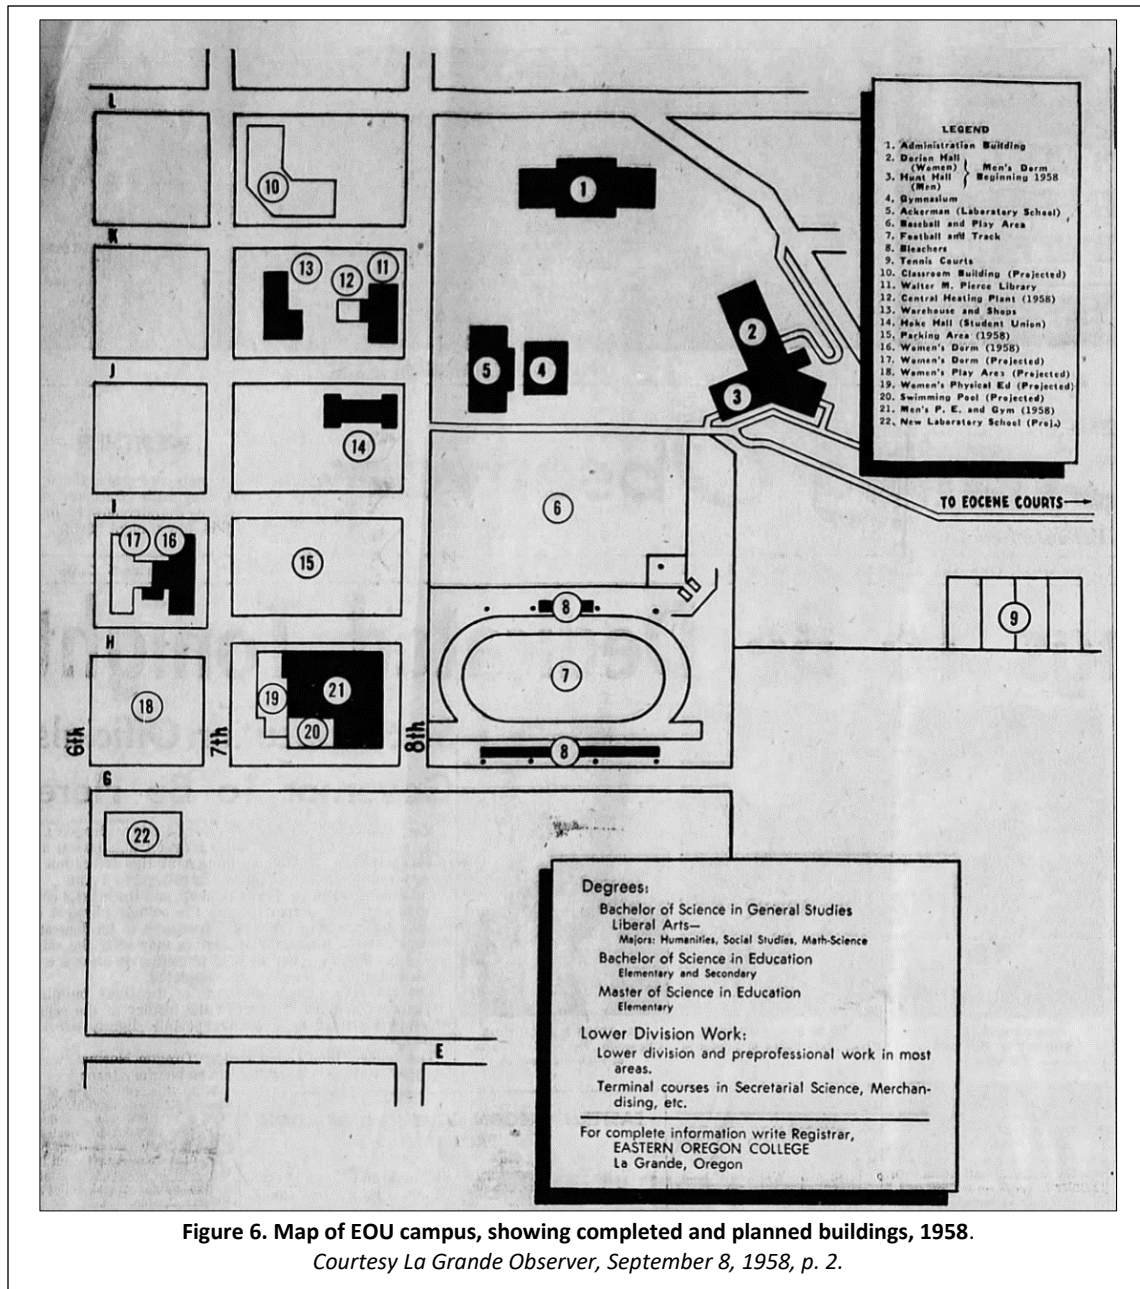 L
K
J
I
H
G
E
6th
7th
8th
10
1
13
12
11
2
3
5
4
14
6
17
16
15
8
9
7
18
19
21
20
8
22
TO EOCENE COURTS
LEGEND
1. Administration Building
2. Dorion Hall
(Women)
3. Hunt Hall
(Men)
Men's Dorm
Beginning 1958
4. Gymnasium
5. Ackerman (Laboratory School)
6. Baseball and Play Area
7. Football and Track
8. Bleachers
9. Tennis Courts
10. Classroom Building (Projected)
11. Walter M. Pierce Library
12. Central Heating Plant (1958)
13. Warehouse and Shops
14. Hoke Hall (Student Union)
15. Parking Area (1958)
16. Women's Dorm (1958)
17. Women's Dorm (Projected)
18. Women's Play Area (Projected)
19. Women's Physical Ed (Projected)
20. Swimming Pool (Projected)
21. Men's P. E. and Gym (1958)
22. New Laboratory School (Proj.)
Degrees:
Bachelor of Science in General Studies
Liberal Arts—
Majors: Humanities, Social Studies, Math-Science
Bachelor of Science in Education
Elementary and Secondary
Master of Science in Education
Elementary
Lower Division Work:
Lower division and preprofessional work in most
areas.
Terminal courses in Secretarial Science, Merchan-
dising, etc.
For complete information write Registrar,
EASTERN OREGON COLLEGE
La Grande, Oregon
Figure 6. Map of EOU campus, showing completed and planned buildings, 1958.
Courtesy La Grande Observer, September 8, 1958, p. 2.